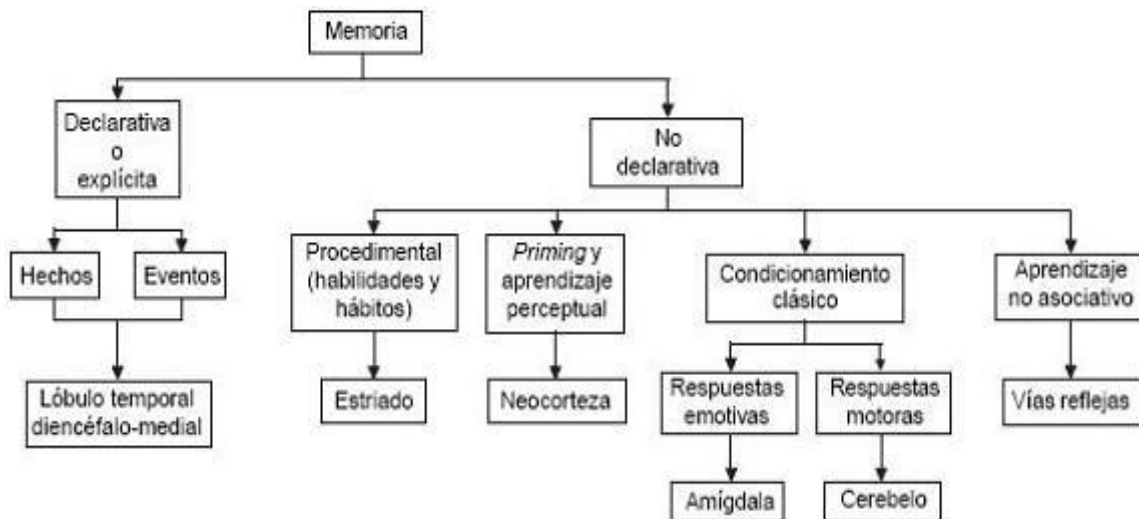 Memoria
Declarativa
o
explícita
No
declarativa
Hechos
Eventos
Procedimental
(habilidades y
hábitos)
Priming y
aprendizaje
perceptual
Condicionamiento
clásico
Aprendizaje
no asociativo
Lóbulo temporal
diencéfalo-medial
Estriado
Neocorteza
Respuestas
emotivas
Respuestas
motoras
Vías reflejas
Amígdala
Cerebelo